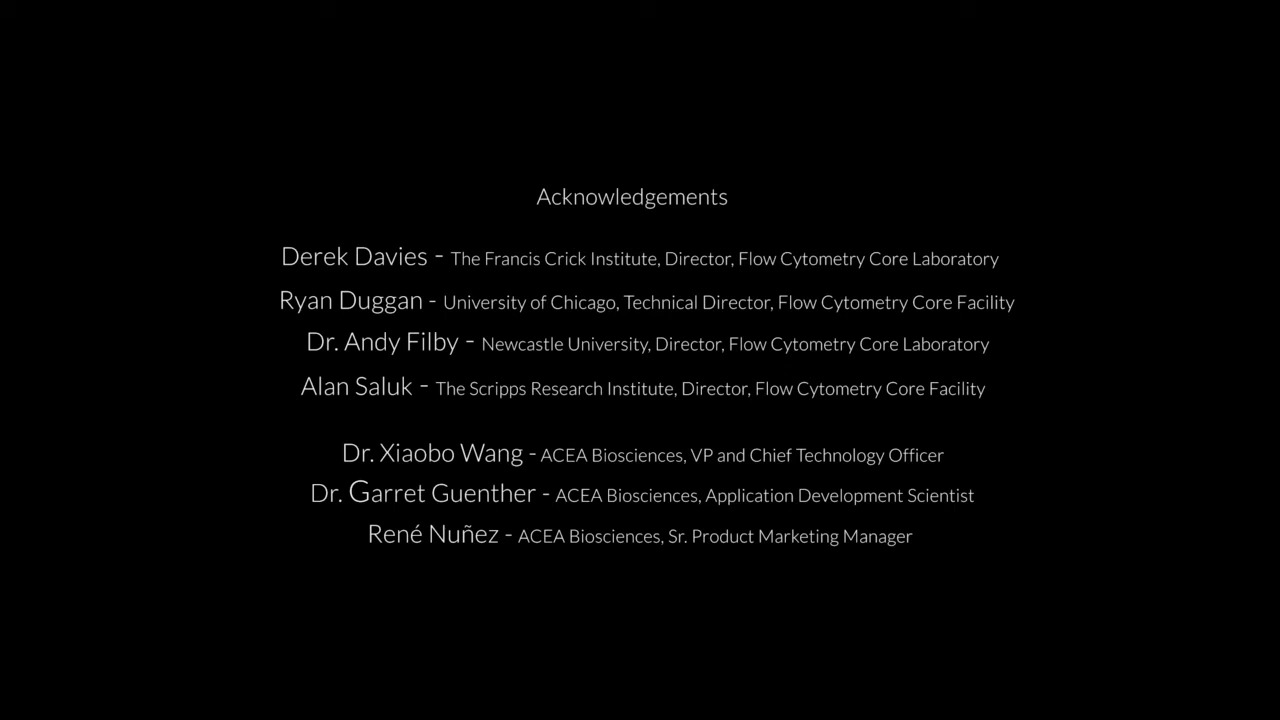 Acknowledgements
Derek Davies - The Francis Crick Institute, Director, Flow Cytometry Core Laboratory
Ryan Duggan - University of Chicago, Technical Director, Flow Cytometry Core Facility
Dr. Andy Filby - Newcastle University, Director, Flow Cytometry Core Laboratory
Alan Saluk - The Scripps Research Institute, Director, Flow Cytometry Core Facility
Dr. Xiaobo Wang - ACEA Biosciences, VP and Chief Technology Officer
Dr. Garret Guenther - ACEA Biosciences, Application Development Scientist
René Nuñez - ACEA Biosciences, Sr. Product Marketing Manager